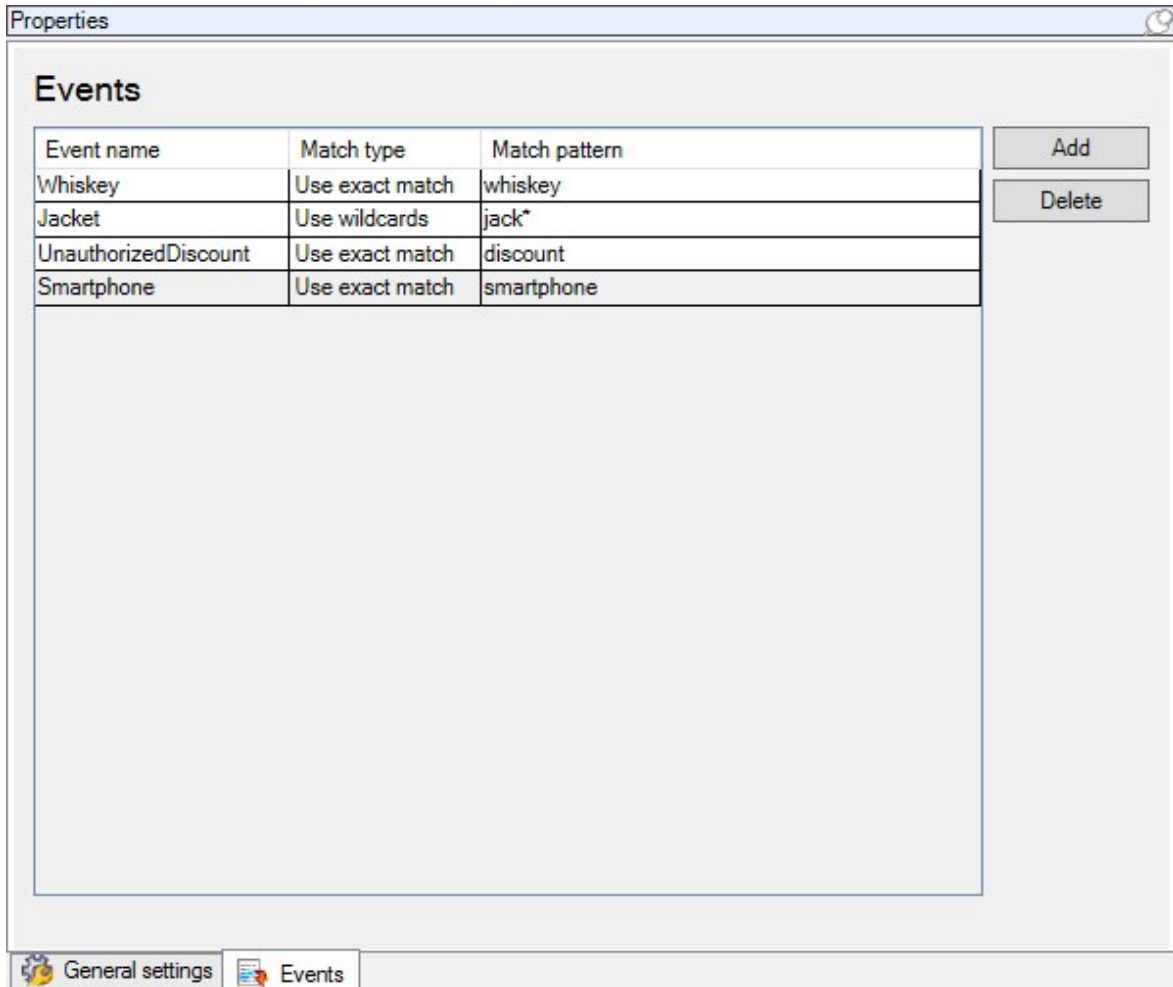 Properties
Events
Event name Match type Match pattern Add
Whiskey Use exact match whiskey
Delete
Jacket Use wildcards jack*
UnauthorizedDiscount Use exact match discount
Smartphone Use exact match smartphone
General settings Events